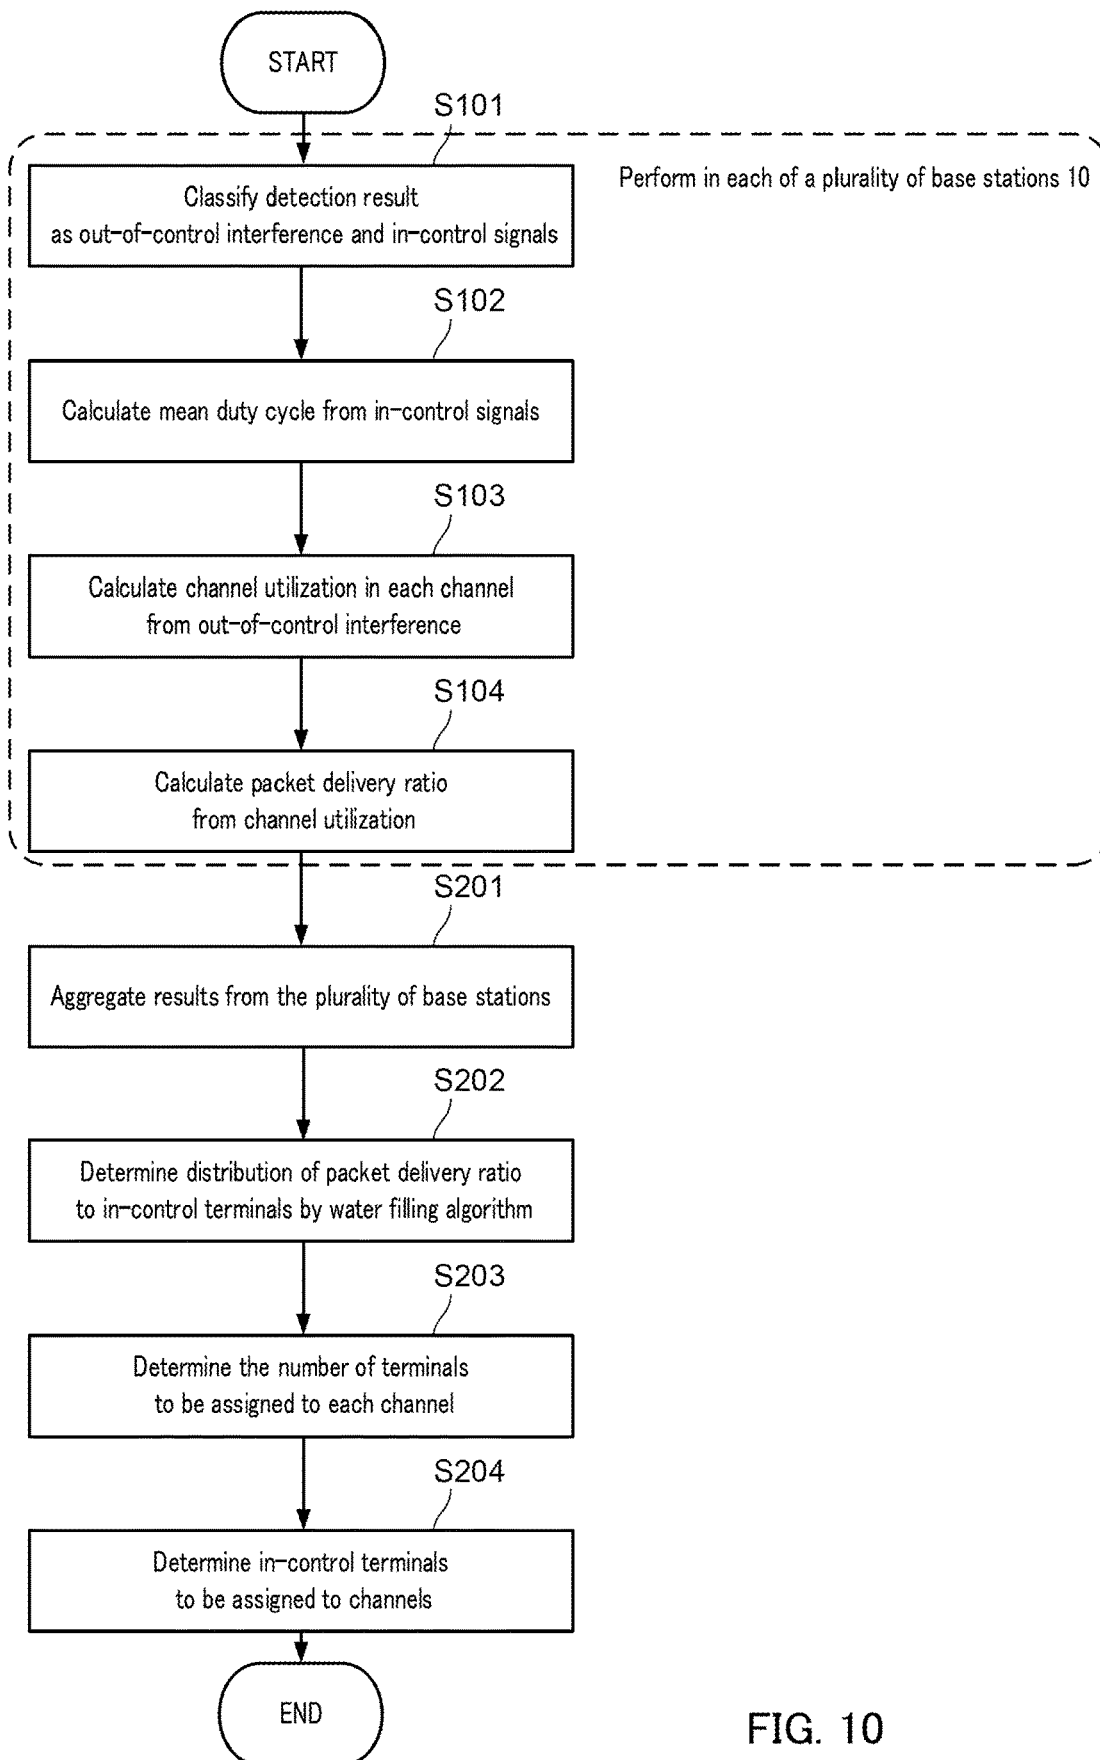 START
S101
Perform in each of a plurality of base stations 10
Classify detection result
as out-of-control interference and in-control signals
S102
Calculate mean duty cycle from in-control signals
S103
Calculate channel utilization in each channel
from out-of-control interference
S104
Calculate packet delivery ratio
from channel utilization
S201
Aggregate results from the plurality of base stations
S202
Determine distribution of packet delivery ratio
to in-control terminals by water filling algorithm
S203
Determine the number of terminals
to be assigned to each channel
S204
Determine in-control terminals
to be assigned to channels
END
FIG. 10